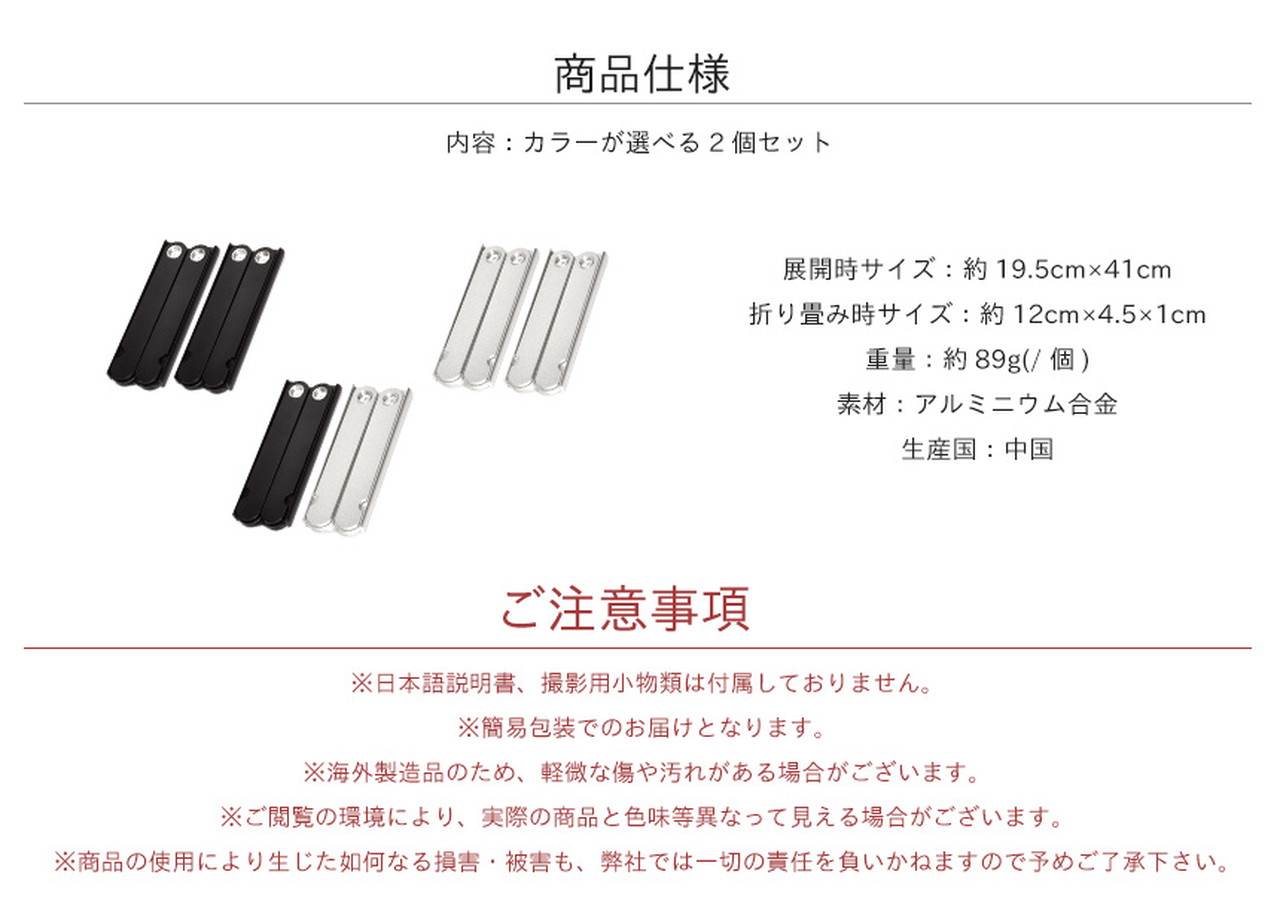 商品仕様
内容：カラーが選べる2個セット
展開時サイズ：約19.5cm×41cm
折り畳み時サイズ：約12cm×4.5×1cm
重量：約89g(/個)
素材：アルミニウム合金
生産国：中国
ご注意事項
※日本語説明書、撮影用小物類は付属しておりません。
※簡易包装でのお届けとなります。
※海外製造品のため、軽微な傷や汚れがある場合がございます。
※ご閲覧の環境により、実際の商品と色味等異なって見える場合がございます。
※商品の使用により生じた如何なる損害・被害も、弊社では一切の責任を負いかねますので予めご了承下さい。